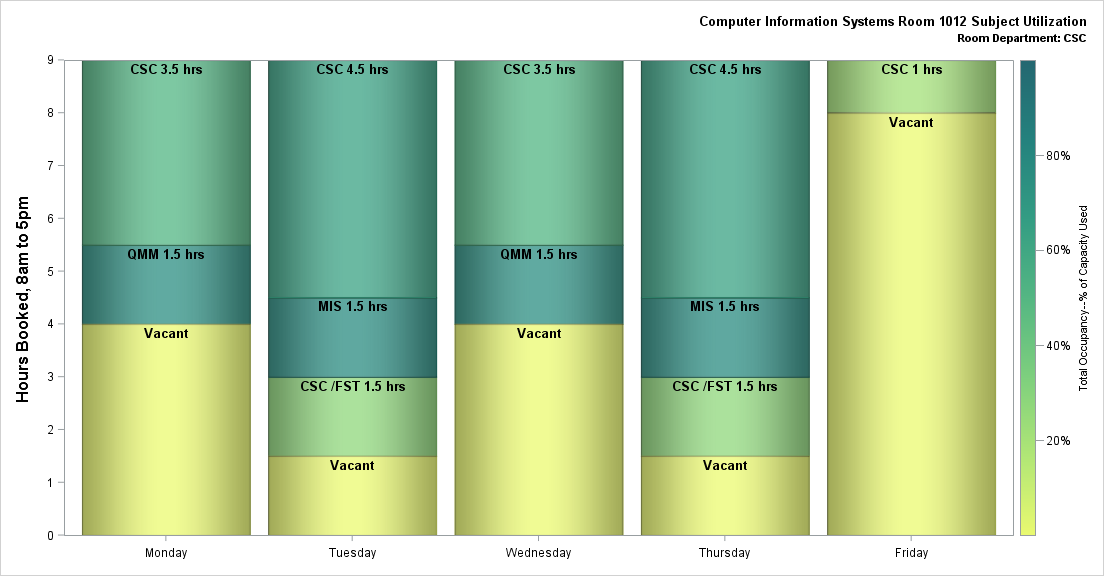 Computer Information Systems Room 1012 Subject Utilization
Room Department: CSC
Hours Booked, 8am to 5pm
9
8
7
6
5
4
3
2
1
0
CSC 3.5 hrs
QMM 1.5 hrs
Vacant
CSC 4.5 hrs
MIS 1.5 hrs
CSC /FST 1.5 hrs
Vacant
CSC 3.5 hrs
QMM 1.5 hrs
Vacant
CSC 4.5 hrs
MIS 1.5 hrs
CSC /FST 1.5 hrs
Vacant
CSC 1 hrs
Vacant
Monday
Tuesday
Wednesday
Thursday
Friday
80%
60%
40%
20%
Total Occupancy--% of Capacity Used